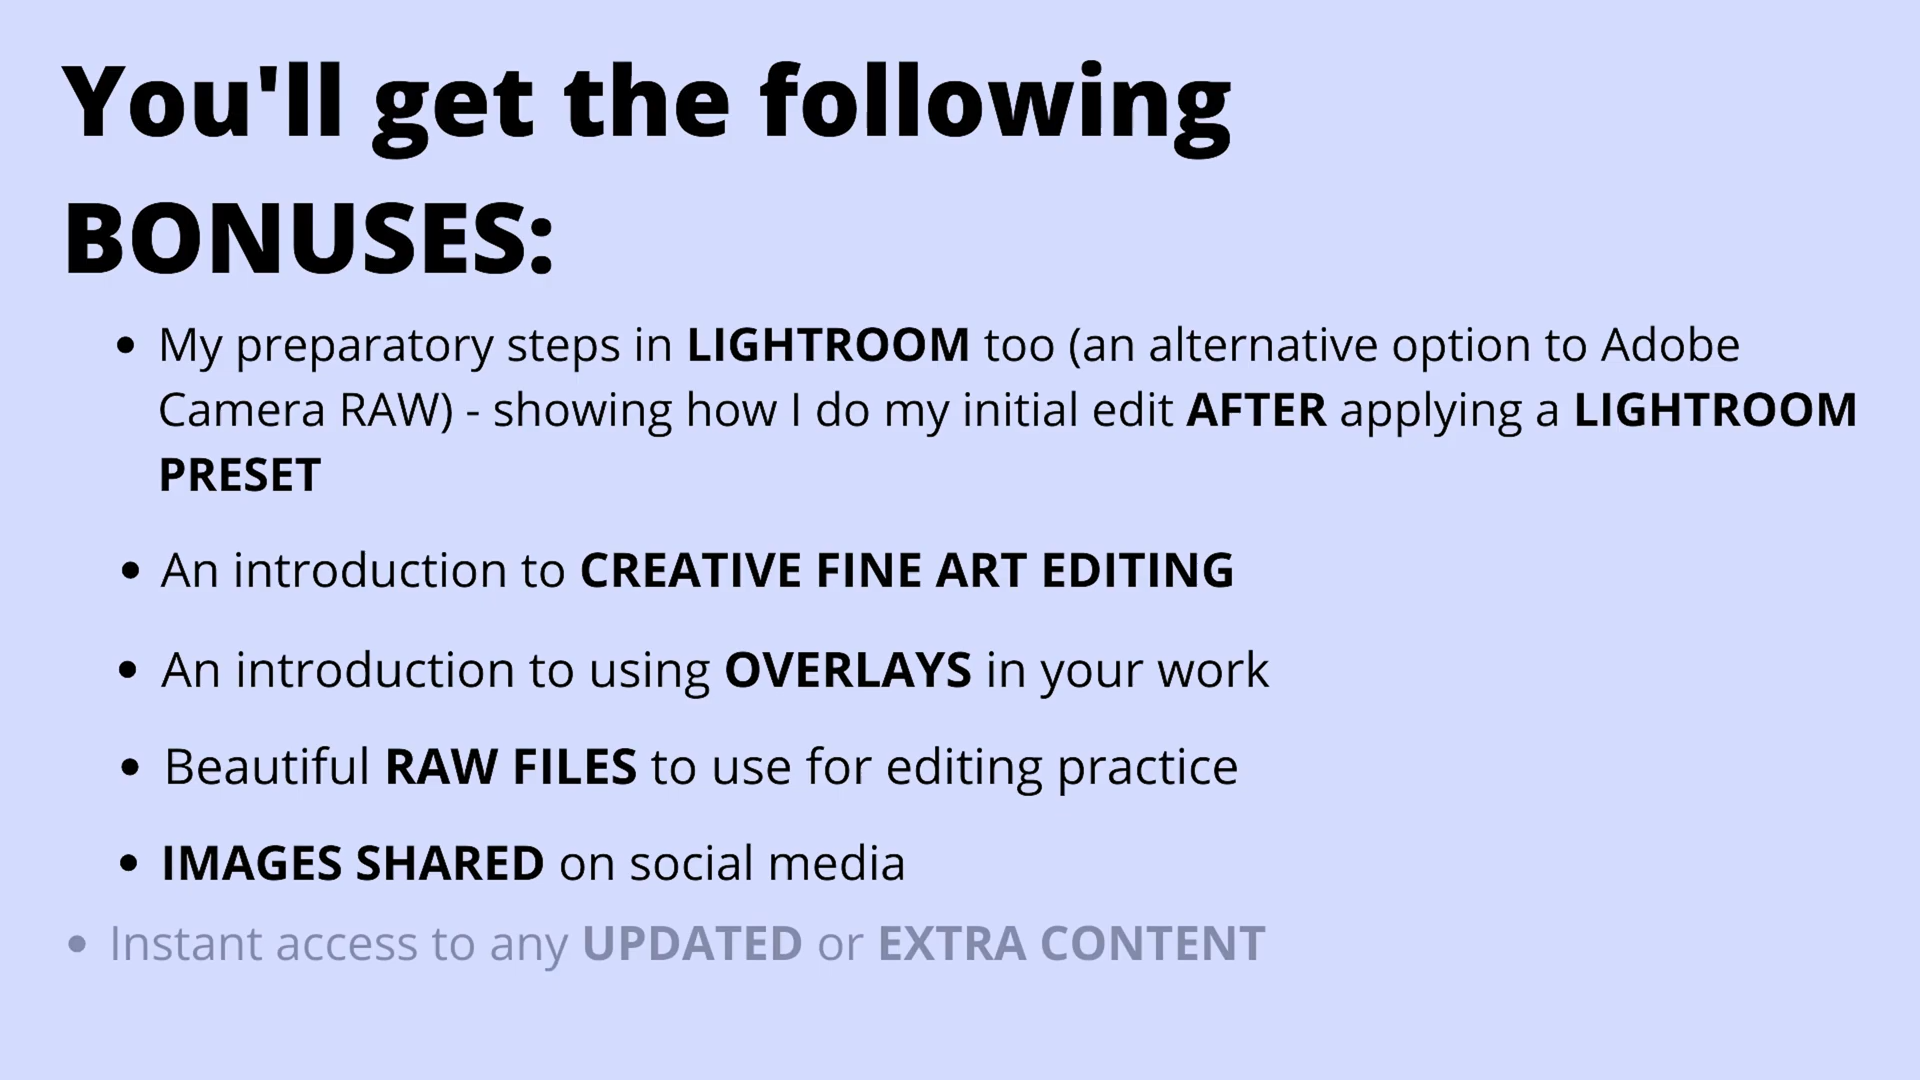 You'll get the following
BONUSES:
• My preparatory steps in LIGHTROOM too (an alternative option to Adobe
Camera RAW) - showing how I do my initial edit AFTER applying a LIGHTROOM
PRESET
• An introduction to CREATIVE FINE ART EDITING
• An introduction to using OVERLAYS in your work
• Beautiful RAW FILES to use for editing practice
• IMAGES SHARED on social media
• Instant access to any UPDATED or EXTRA CONTENT